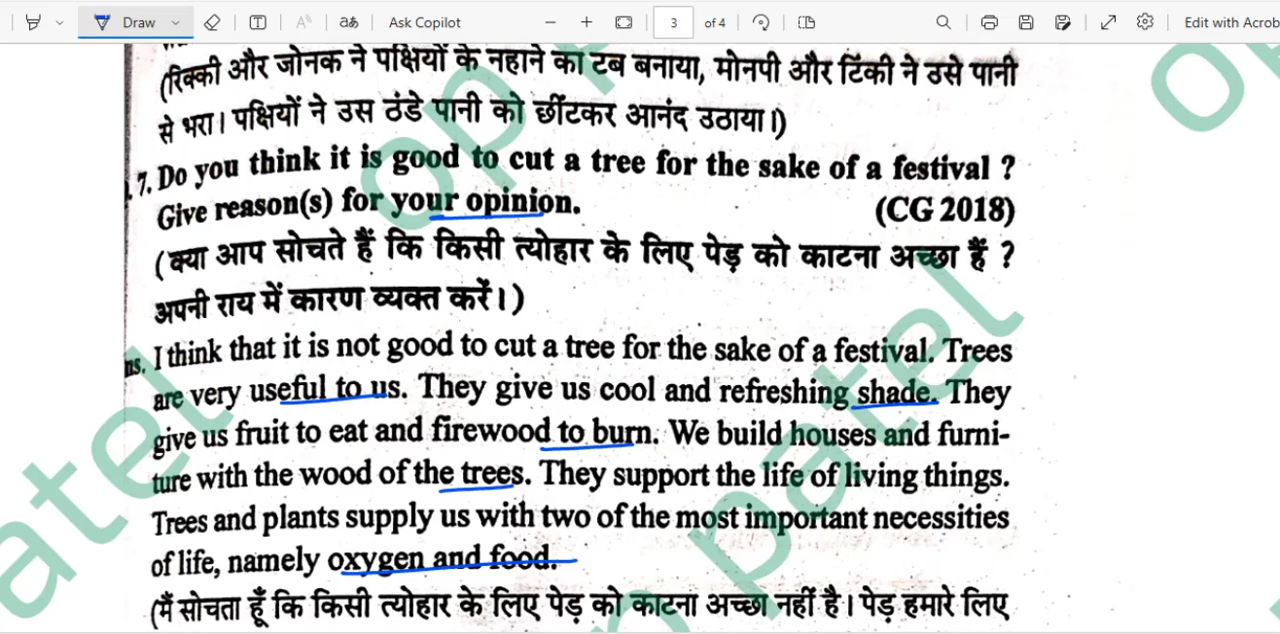 Draw
aあ
Ask Copilot
3
of 4
Edit with Acrob
(रिक्की और जोनक ने पक्षियों के नहाने का टब बनाया, मोनपी और टिंकी ने उसे पानी
से भरा। पक्षियों ने उस ठंडे पानी को छींटकर आनंद उठाया।)
7. Do you think it is good to cut a tree for the sake of a festival ?
Give reason(s) for your opinion. (CG 2018)
(क्या आप सोचते हैं कि किसी त्योहार के लिए पेड़ को काटना अच्छा हैं ?
अपनी राय में कारण व्यक्त करें।)
ns. I think that it is not good to cut a tree for the sake of a festival. Trees
are very useful to us. They give us cool and refreshing shade. They
give us fruit to eat and firewood to burn. We build houses and furni-
ture with the wood of the trees. They support the life of living things.
Trees and plants supply us with two of the most important necessities
of life, namely oxygen and food.
(मैं सोचता हूँ कि किसी त्योहार के लिए पेड़ को काटना अच्छा नहीं है। पेड़ हमारे लिए